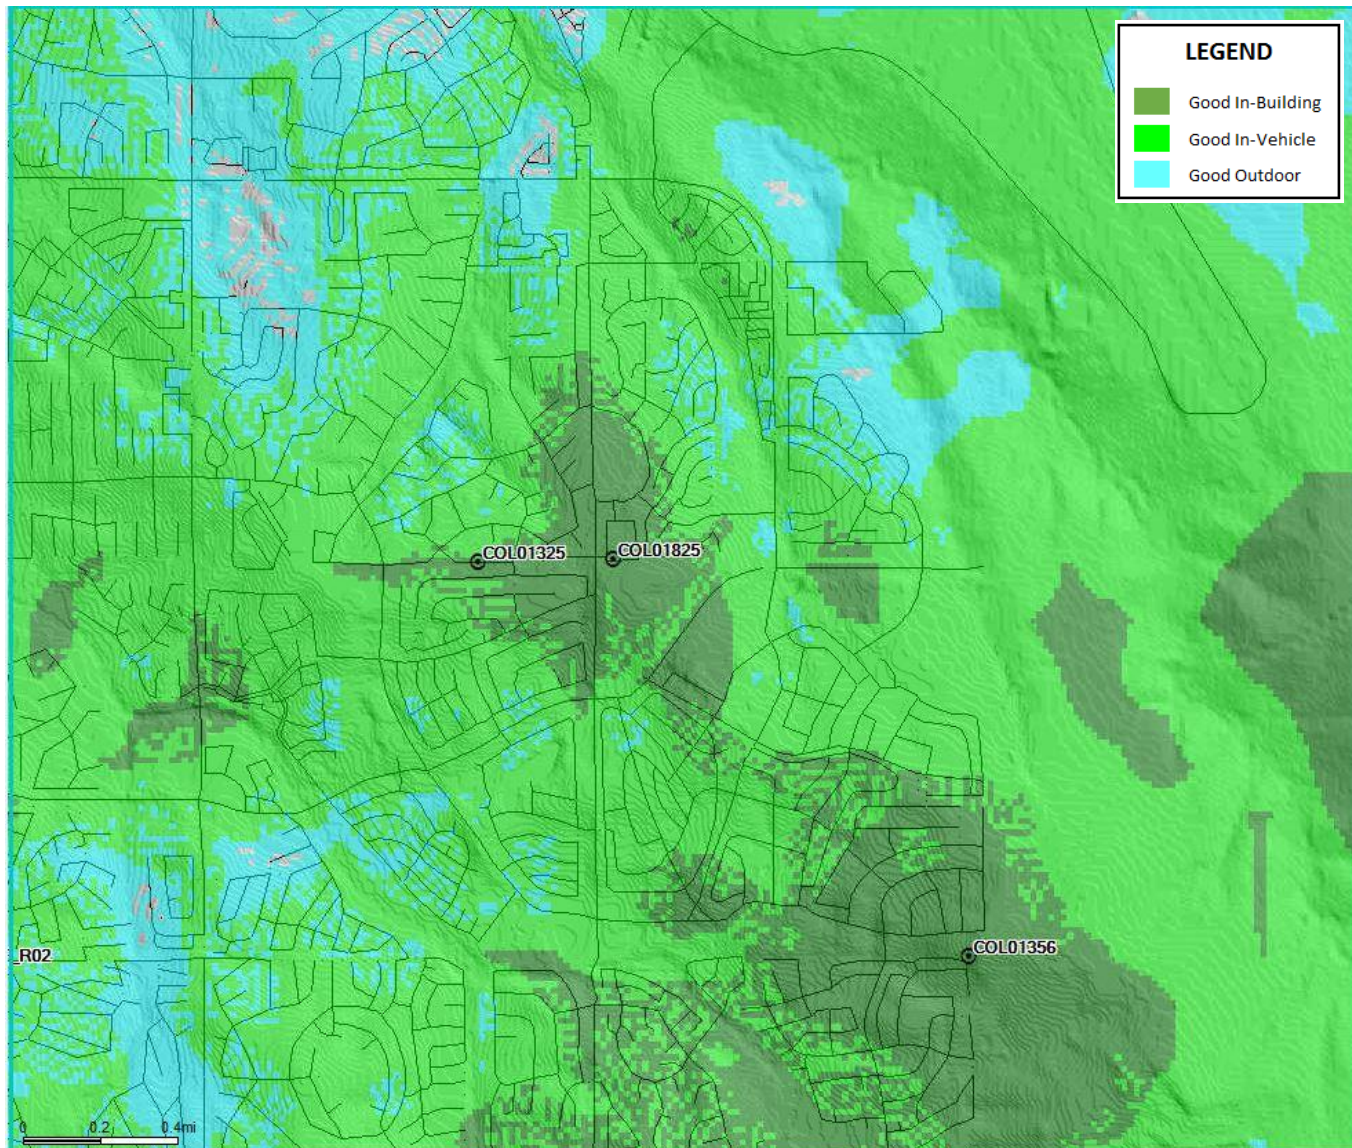 LEGEND
Good In-Building
Good In-Vehicle
Good Outdoor
COL01325
COL01825
_R02
COL01356
0 0.2 0.4mi